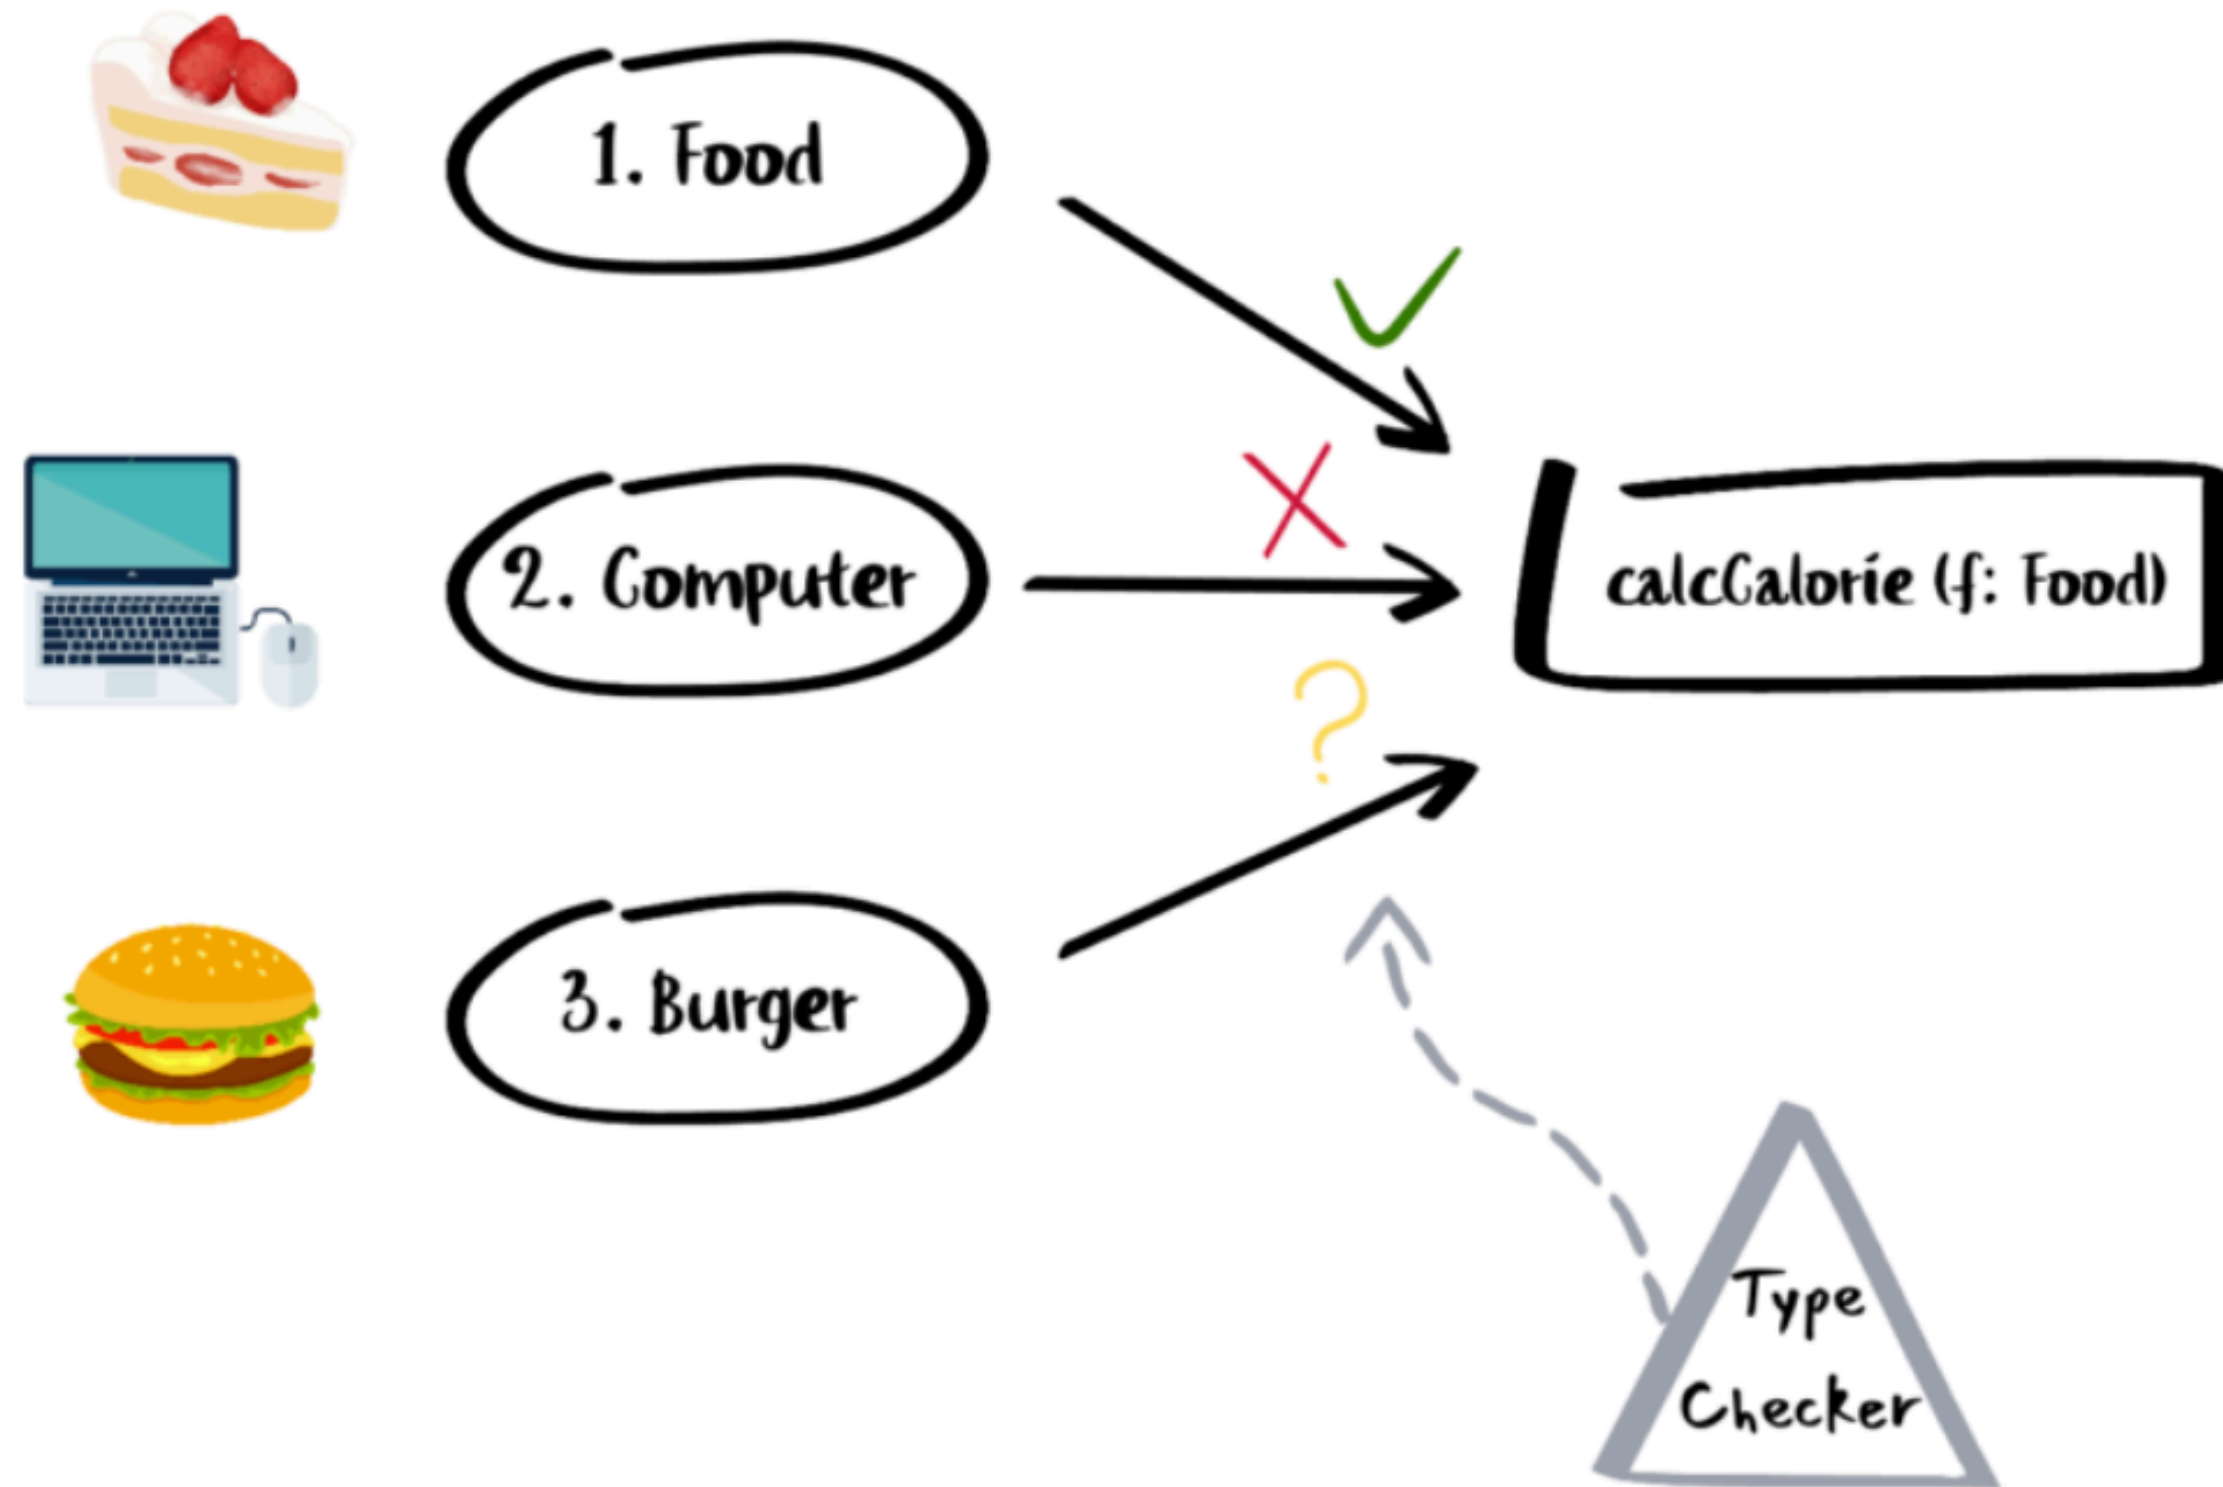 1. Food
2. Computer
calcCalorie (f: Food)
3. Burger
Type
Checker